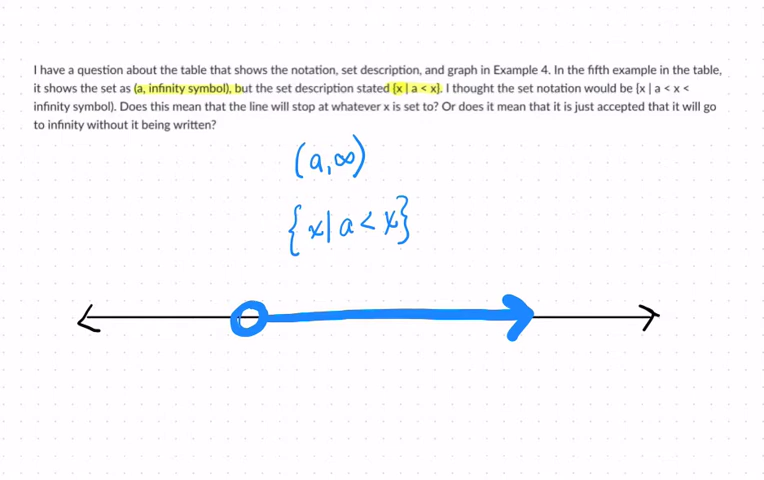 I have a question about the table that shows the notation, set description, and graph in Example 4. In the fifth example in the table,
it shows the set as (a, infinity symbol), but the set description stated {x | a < x}. I thought the set notation would be {x | a < x <
infinity symbol). Does this mean that the line will stop at whatever x is set to? Or does it mean that it is just accepted that it will go
to infinity without it being written?
(a,∞)
{x|a<x}